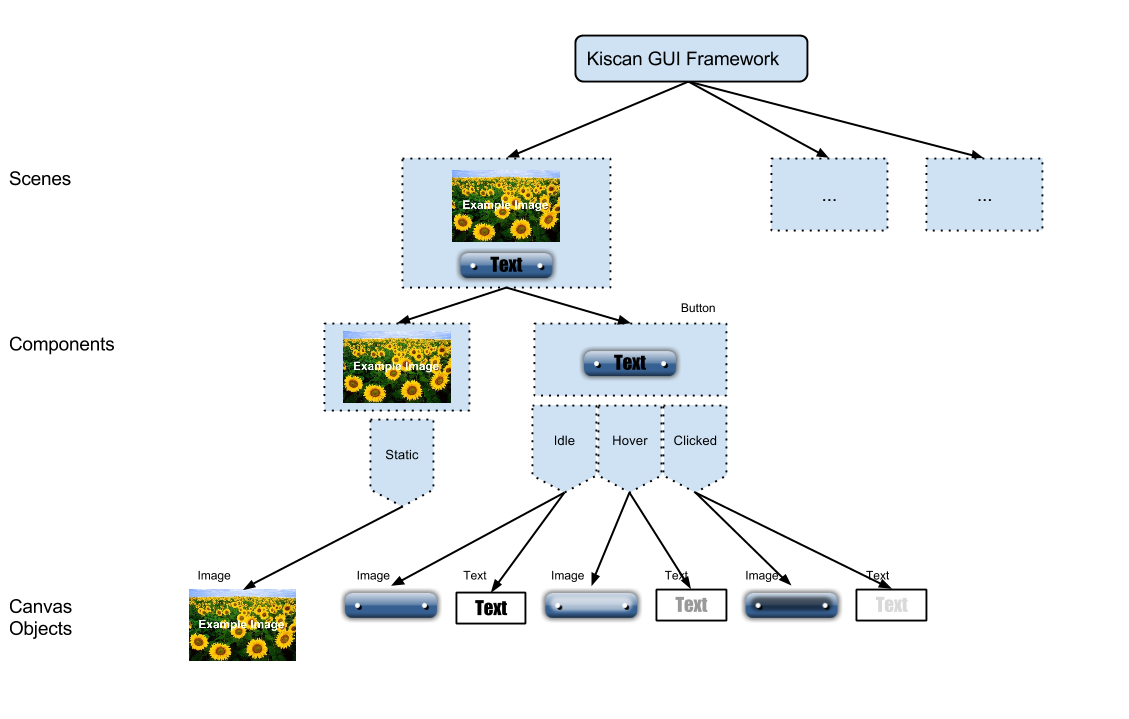 Kiscan GUI Framework
Scenes
Example Image
Text
...
...
Components
Button
Example Image
Text
Static
Idle
Hover
Clicked
Image
Image
Text
Image
Text
Image
Text
Canvas
Objects
Example Image
Text
Text
Text